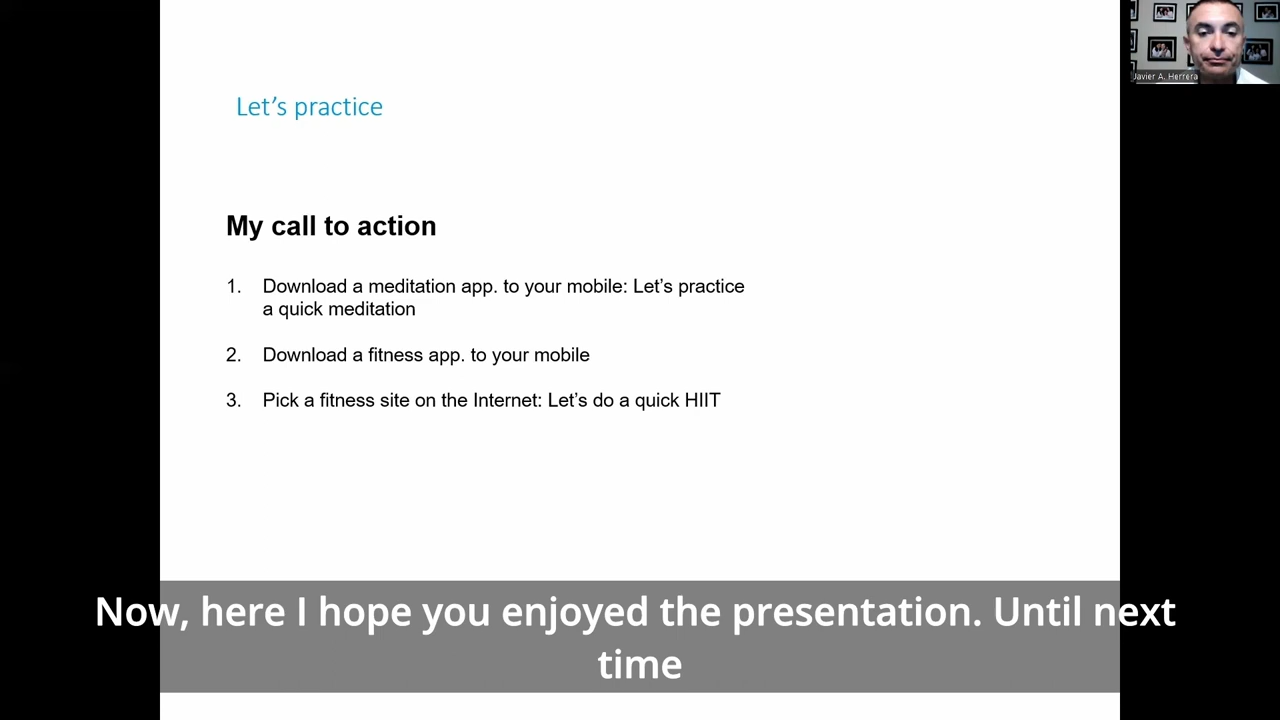 Javier A. Herrera
Let's practice
My call to action
1. Download a meditation app. to your mobile: Let's practice
a quick meditation
2. Download a fitness app. to your mobile
3. Pick a fitness site on the Internet: Let's do a quick HIIT
Now, here I hope you enjoyed the presentation. Until next
time